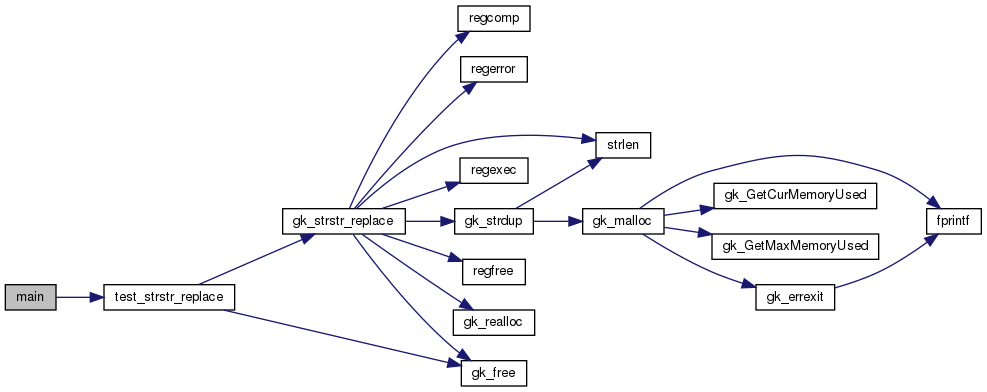 regcomp
regerror
strlen
regexec
gk_GetCurMemoryUsed
gk_strstr_replace
gk_strdup
gk_malloc
fprintf
gk_GetMaxMemoryUsed
regfree
main
test_strstr_replace
gk_errexit
gk_realloc
gk_free